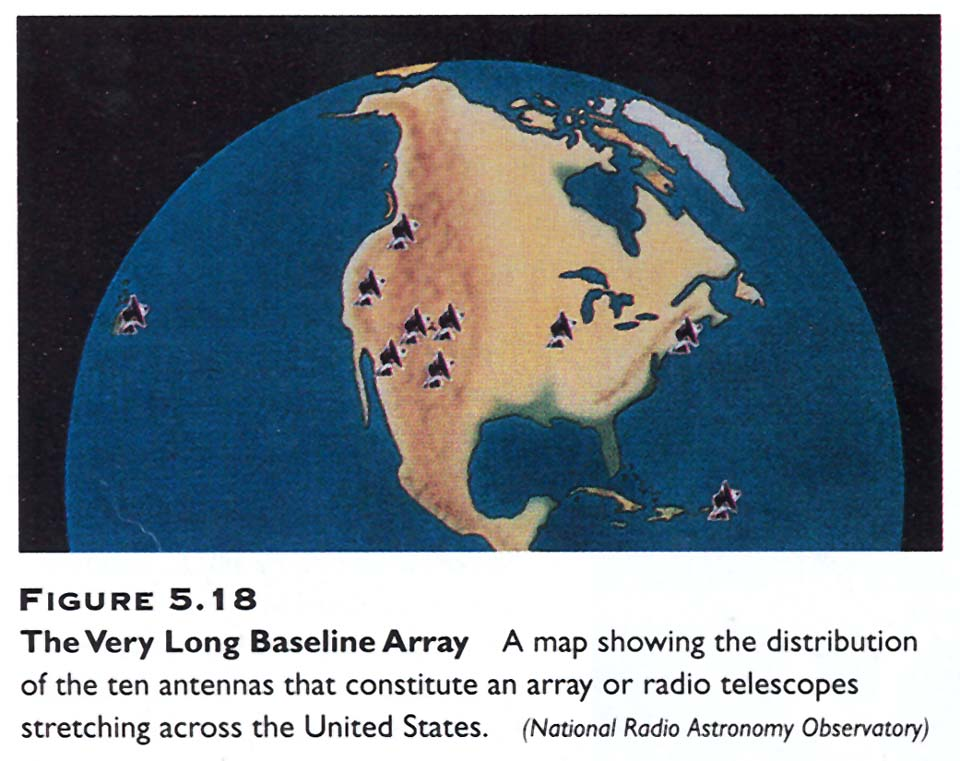 FIGURE 5.18
The Very Long Baseline Array A map showing the distribution
of the ten antennas that constitute an array or radio telescopes
stretching across the United States. (National Radio Astronomy Observatory)